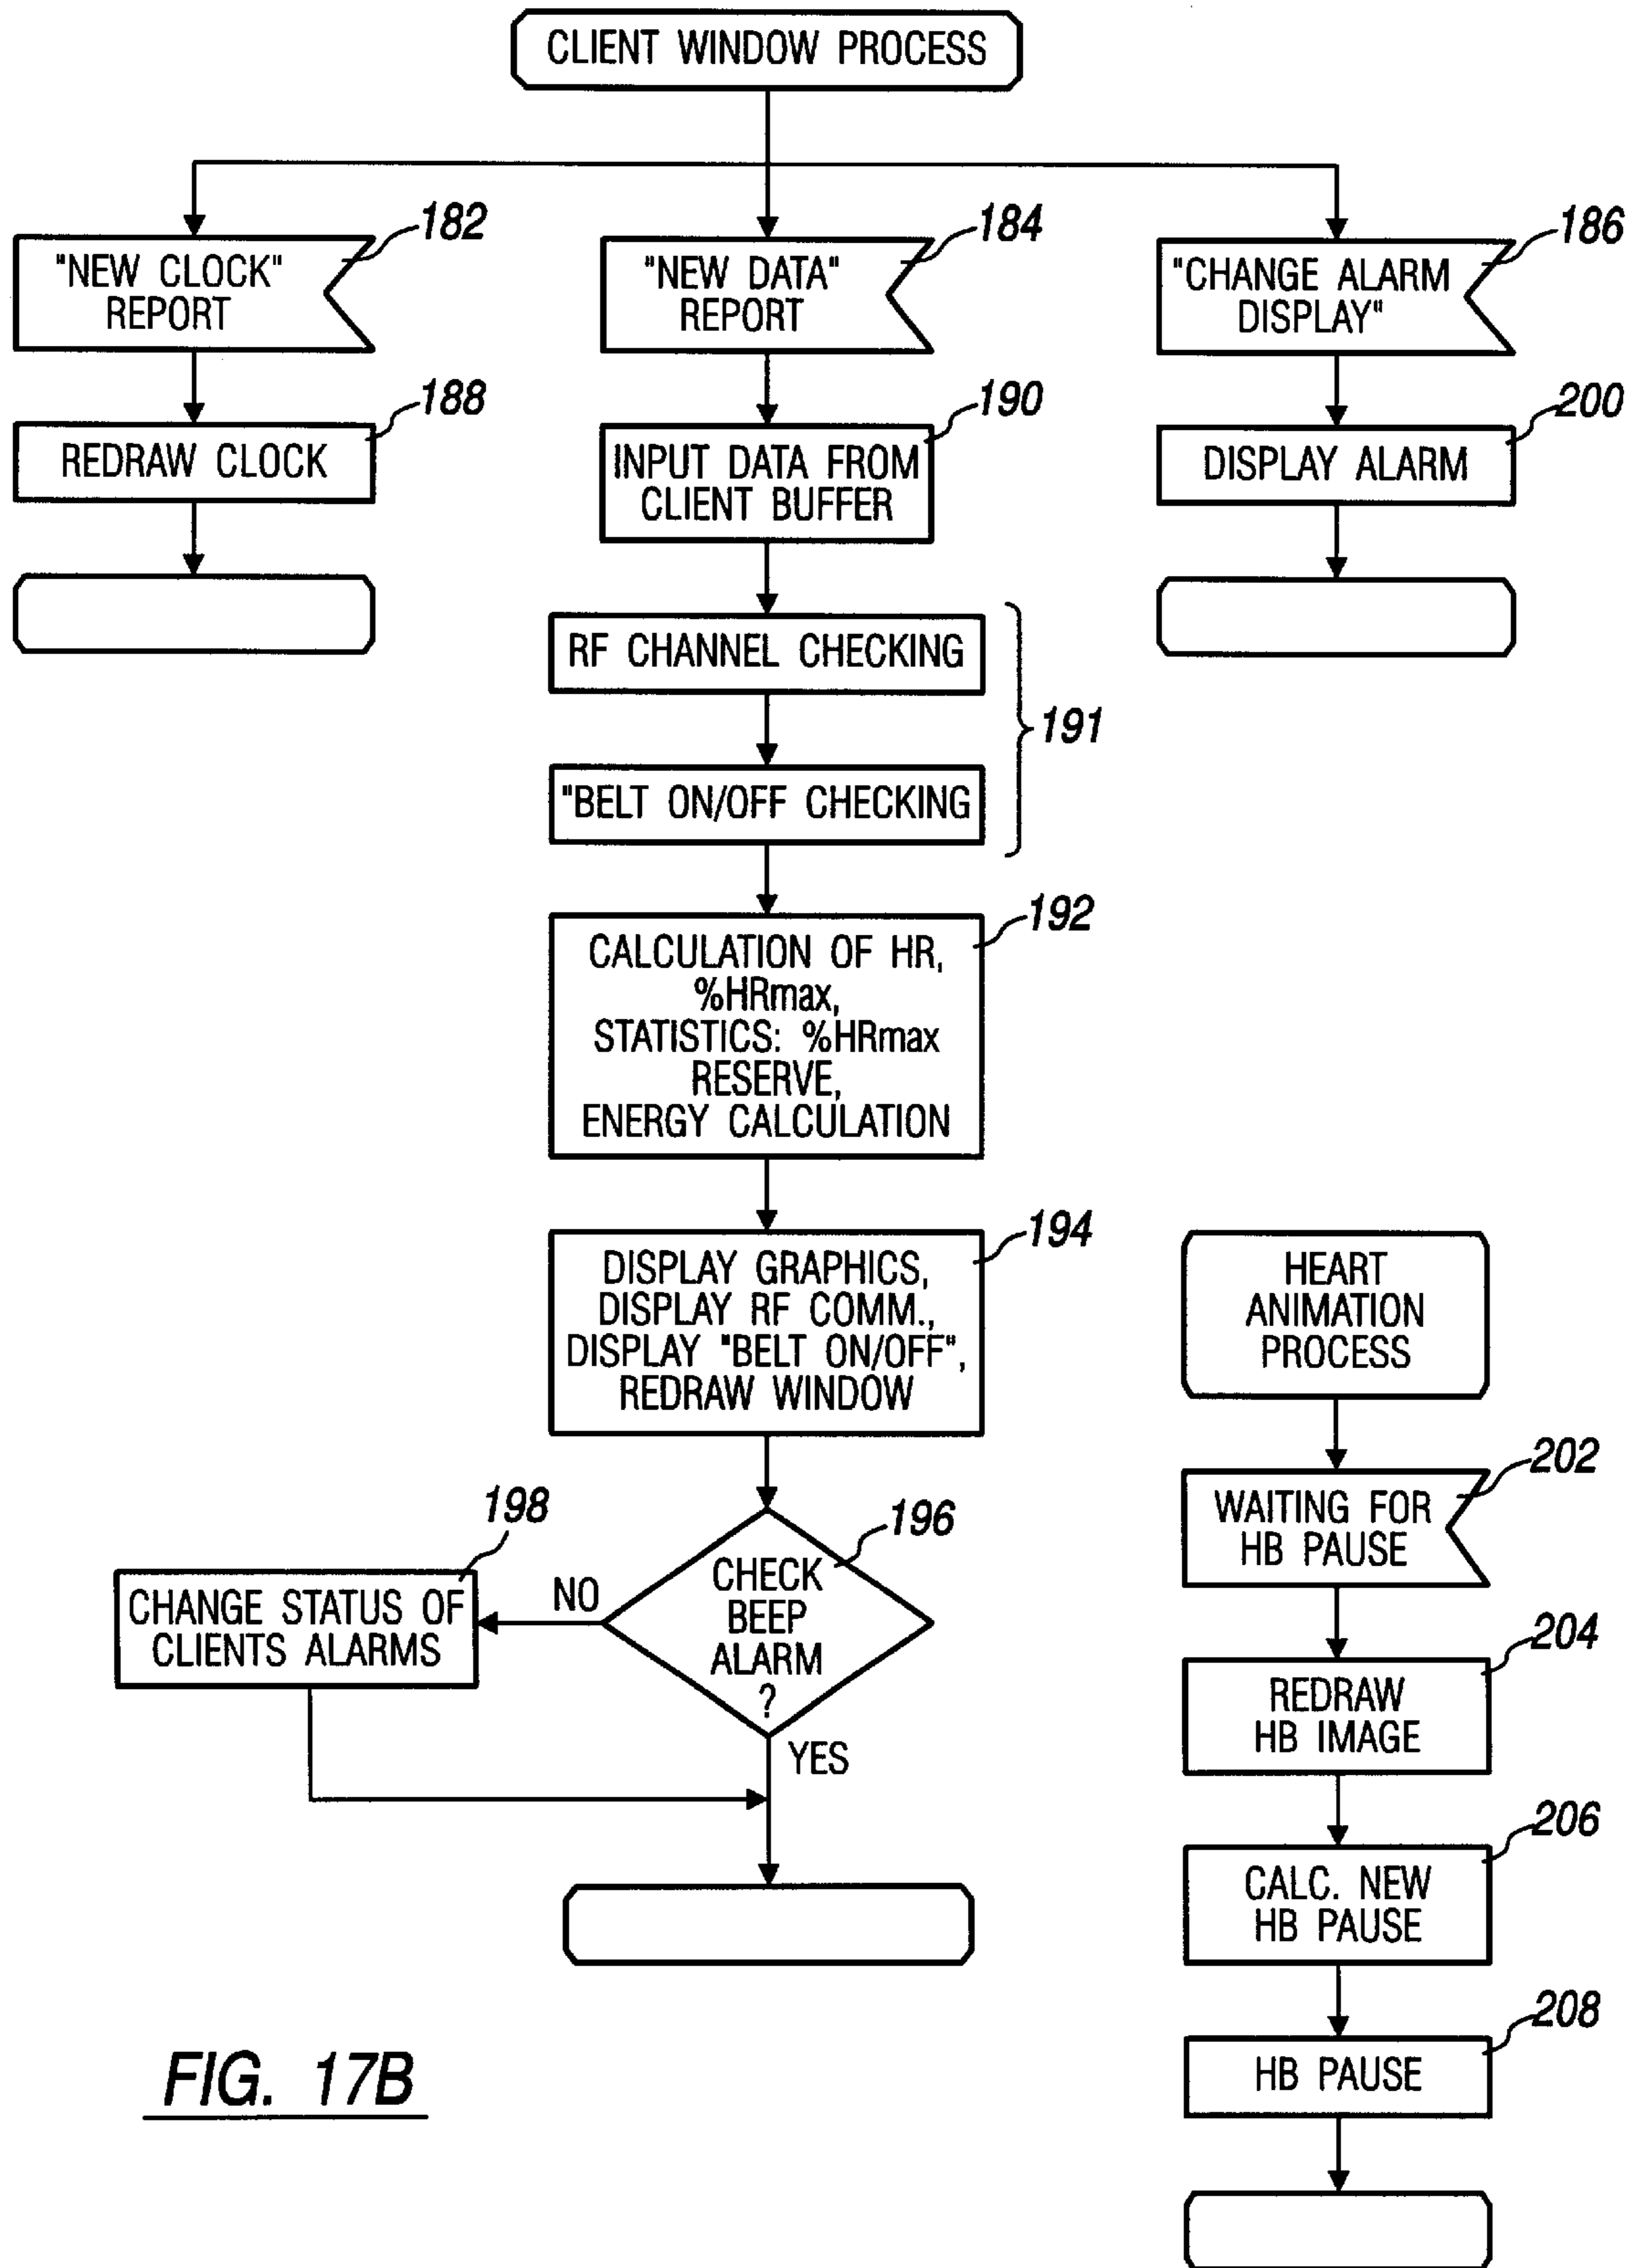 CLIENT WINDOW PROCESS
182
"NEW CLOCK"
REPORT
188
REDRAW CLOCK
184
"NEW DATA"
REPORT
190
INPUT DATA FROM
CLIENT BUFFER
RF CHANNEL CHECKING
191
"BELT ON/OFF CHECKING
192
CALCULATION OF HR,
%HRmax,
STATISTICS: %HRmax
RESERVE,
ENERGY CALCULATION
194
DISPLAY GRAPHICS,
DISPLAY RF COMM.,
DISPLAY "BELT ON/OFF",
REDRAW WINDOW
196
CHECK
BEEP
ALARM
?
NO
YES
198
CHANGE STATUS OF
CLIENTS ALARMS
186
"CHANGE ALARM
DISPLAY"
200
DISPLAY ALARM
HEART
ANIMATION
PROCESS
202
WAITING FOR
HB PAUSE
204
REDRAW
HB IMAGE
206
CALC. NEW
HB PAUSE
208
HB PAUSE
FIG. 17B